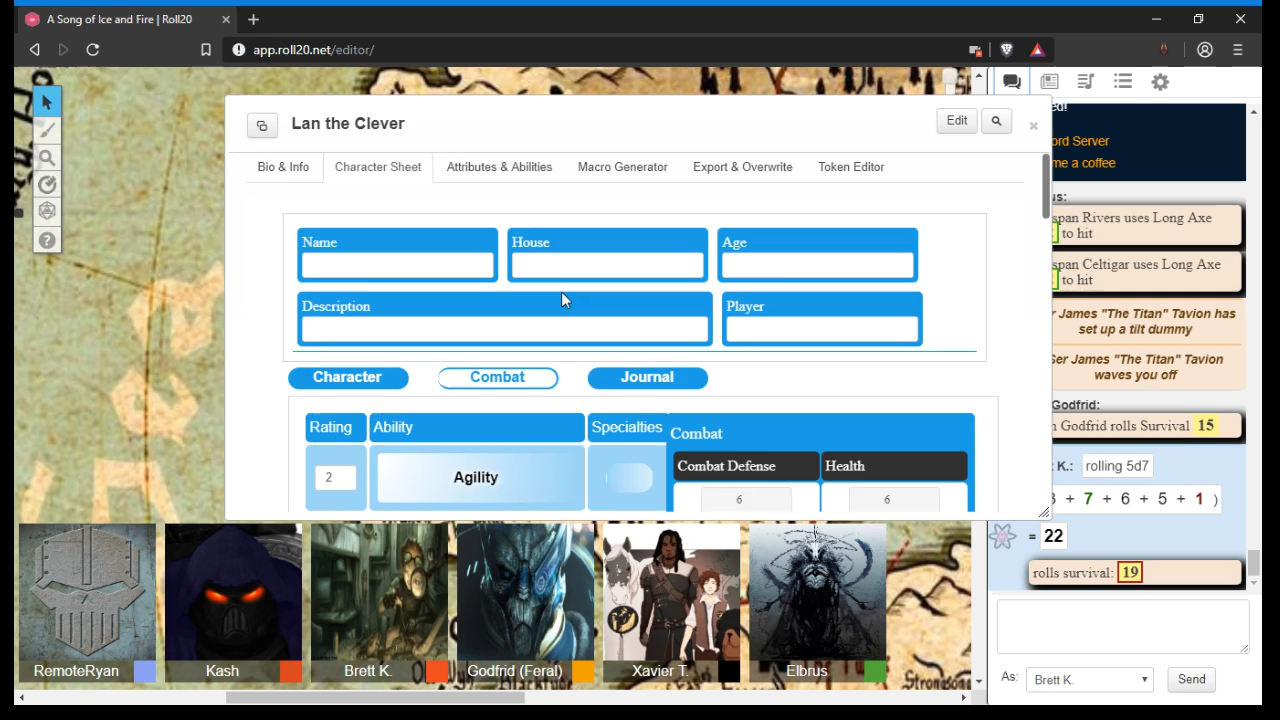 A Song of Ice and Fire | Roll20
app.roll20.net/editor/
Lan the Clever
Edit
Bio & Info
Character Sheet
Attributes & Abilities
Macro Generator
Export & Overwrite
Token Editor
Name
House
Age
Description
Player
Character
Combat
Journal
Rating
Ability
Specialties
Combat
Combat Defense
Health
2
Agility
6
6
ed!
ord Server
me a coffee
us:
span Rivers uses Long Axe
to hit
span Celtigar uses Long Axe
to hit
r James "The Titan" Tavion has
set up a tilt dummy
Ser James "The Titan" Tavion
waves you off
Godfrid:
n Godfrid rolls Survival 15
K.: rolling 5d7
+ 7 + 6 + 5 + 1 )
= 22
rolls survival: 19
As: Brett K.
Send
RemoteRyan
Kash
Brett K.
Godfrid (Feral)
Xavier T.
Elbrus